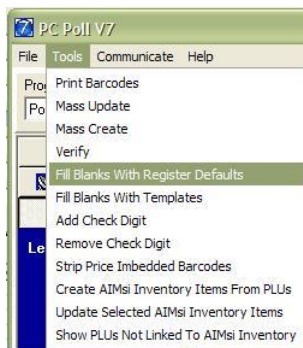 PC Poll V7
File Tools Communicate Help
Po
Print Barcodes
Mass Update
Mass Create
Verify
Fill Blanks With Register Defaults
Fill Blanks With Templates
Add Check Digit
Remove Check Digit
Strip Price Imbedded Barcodes
Create AIMsi Inventory Items From PLUs
Update Selected AIMsi Inventory Items
Show PLUs Not Linked To AIMsi Inventory
Le